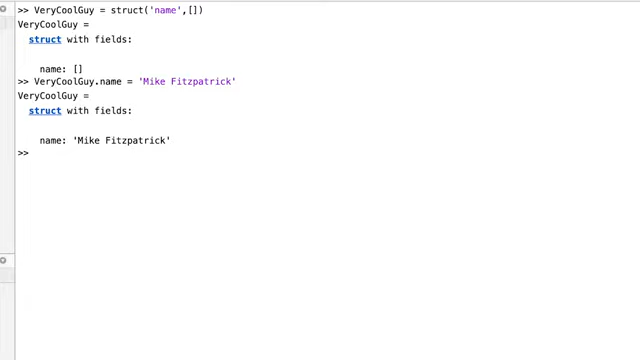 >> VeryCoolGuy = struct('name',[])
VeryCoolGuy =
struct with fields:
name: []
>> VeryCoolGuy.name = 'Mike Fitzpatrick'
VeryCoolGuy =
struct with fields:
name: 'Mike Fitzpatrick'
>>